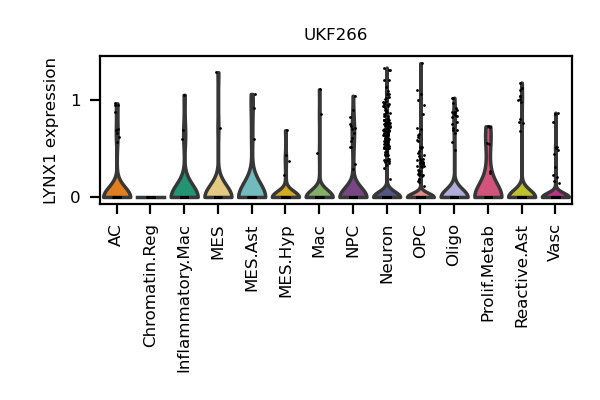 UKF266
LYNX1 expression
1
0
AC
Chromatin.Reg
Inflammatory.Mac
MES
MES.Ast
MES.Hyp
Mac
NPC
Neuron
OPC
Oligo
Prolif.Metab
Reactive.Ast
Vasc